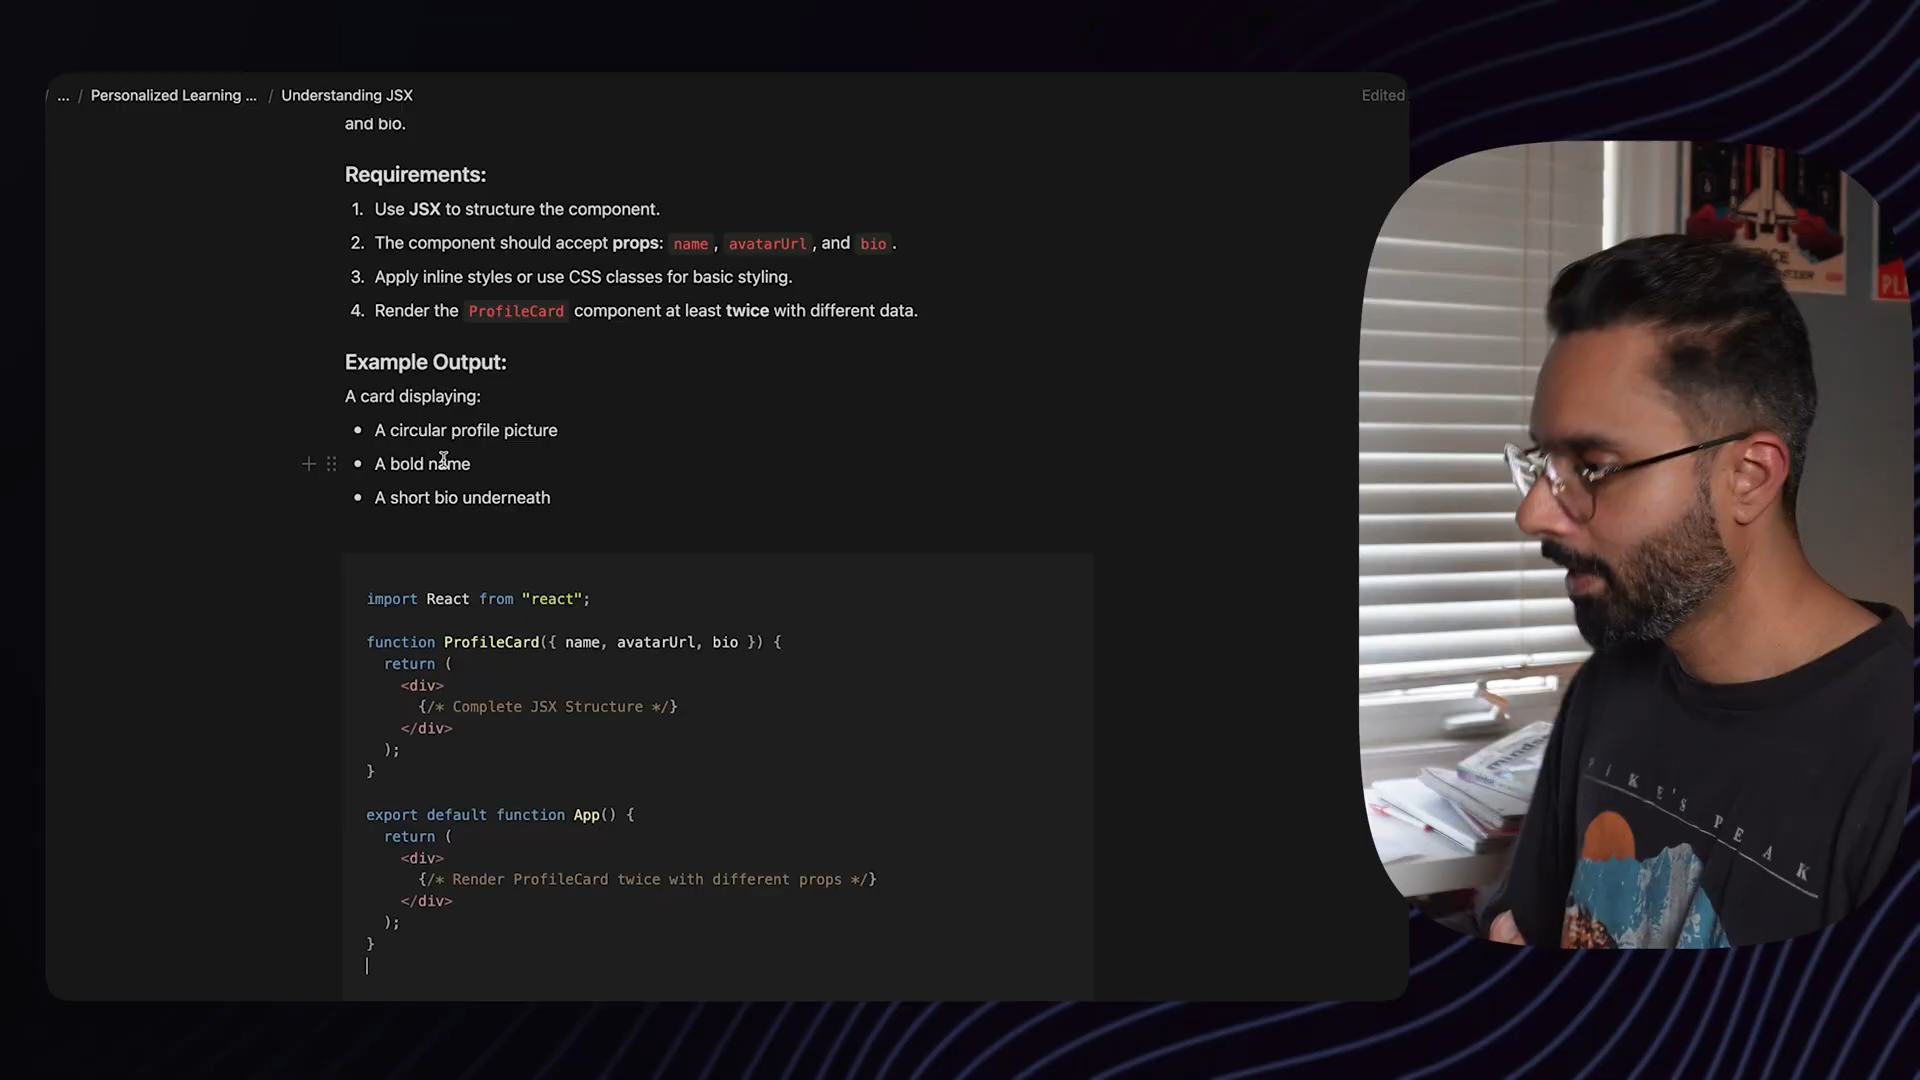 / ... / Personalized Learning ... / Understanding JSX
Edited
and bio.
Requirements:
1. Use JSX to structure the component.
2. The component should accept props: name, avatarUrl, and bio.
3. Apply inline styles or use CSS classes for basic styling.
4. Render the ProfileCard component at least twice with different data.
Example Output:
A card displaying:
• A circular profile picture
• A bold name
• A short bio underneath
import React from "react";
function ProfileCard({ name, avatarUrl, bio }) {
return (
<div>
{/* Complete JSX Structure */}
</div>
);
}
export default function App() {
return (
<div>
{/* Render ProfileCard twice with different props */}
</div>
);
}
PIKE'S PEAK